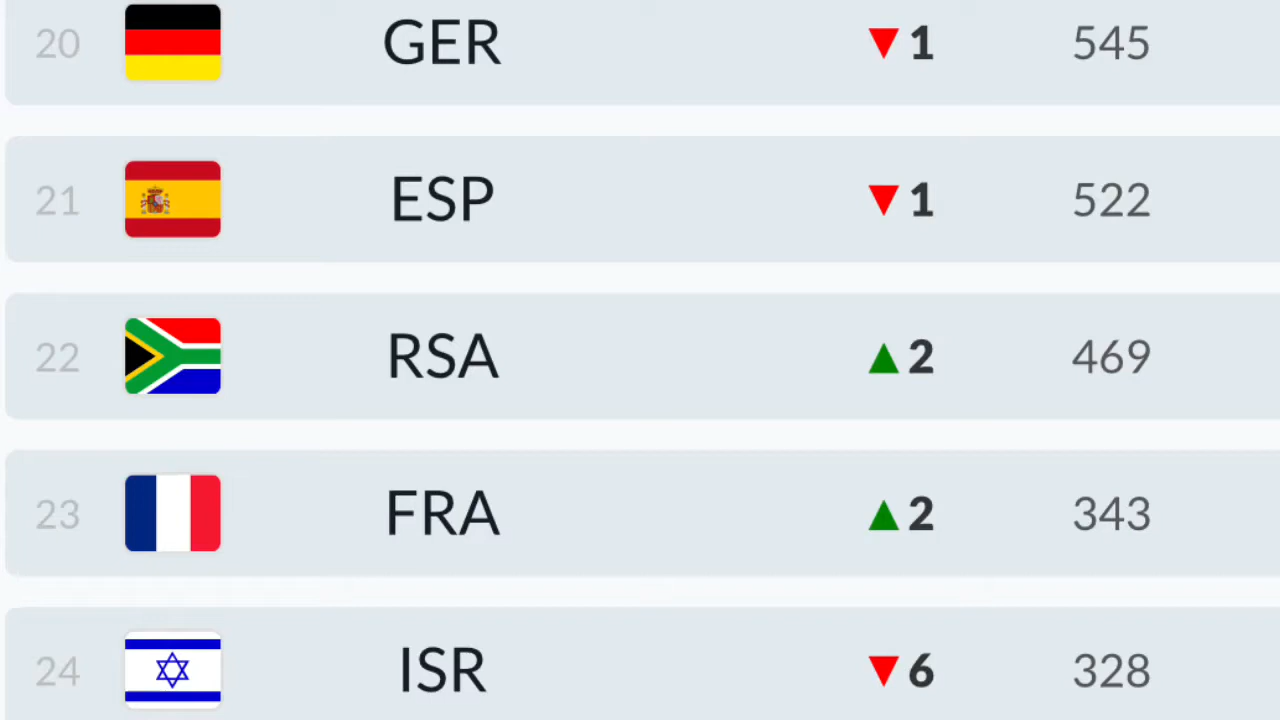 20 GER ▼ 1 545
21 ESP ▼ 1 522
22 RSA ▲ 2 469
23 FRA ▲ 2 343
24 ISR ▼ 6 328